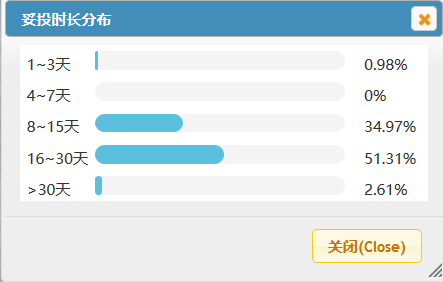 妥投时长分布
1~3天 0.98%
4~7天 0%
8~15天 34.97%
16~30天 51.31%
>30天 2.61%
关闭(Close)